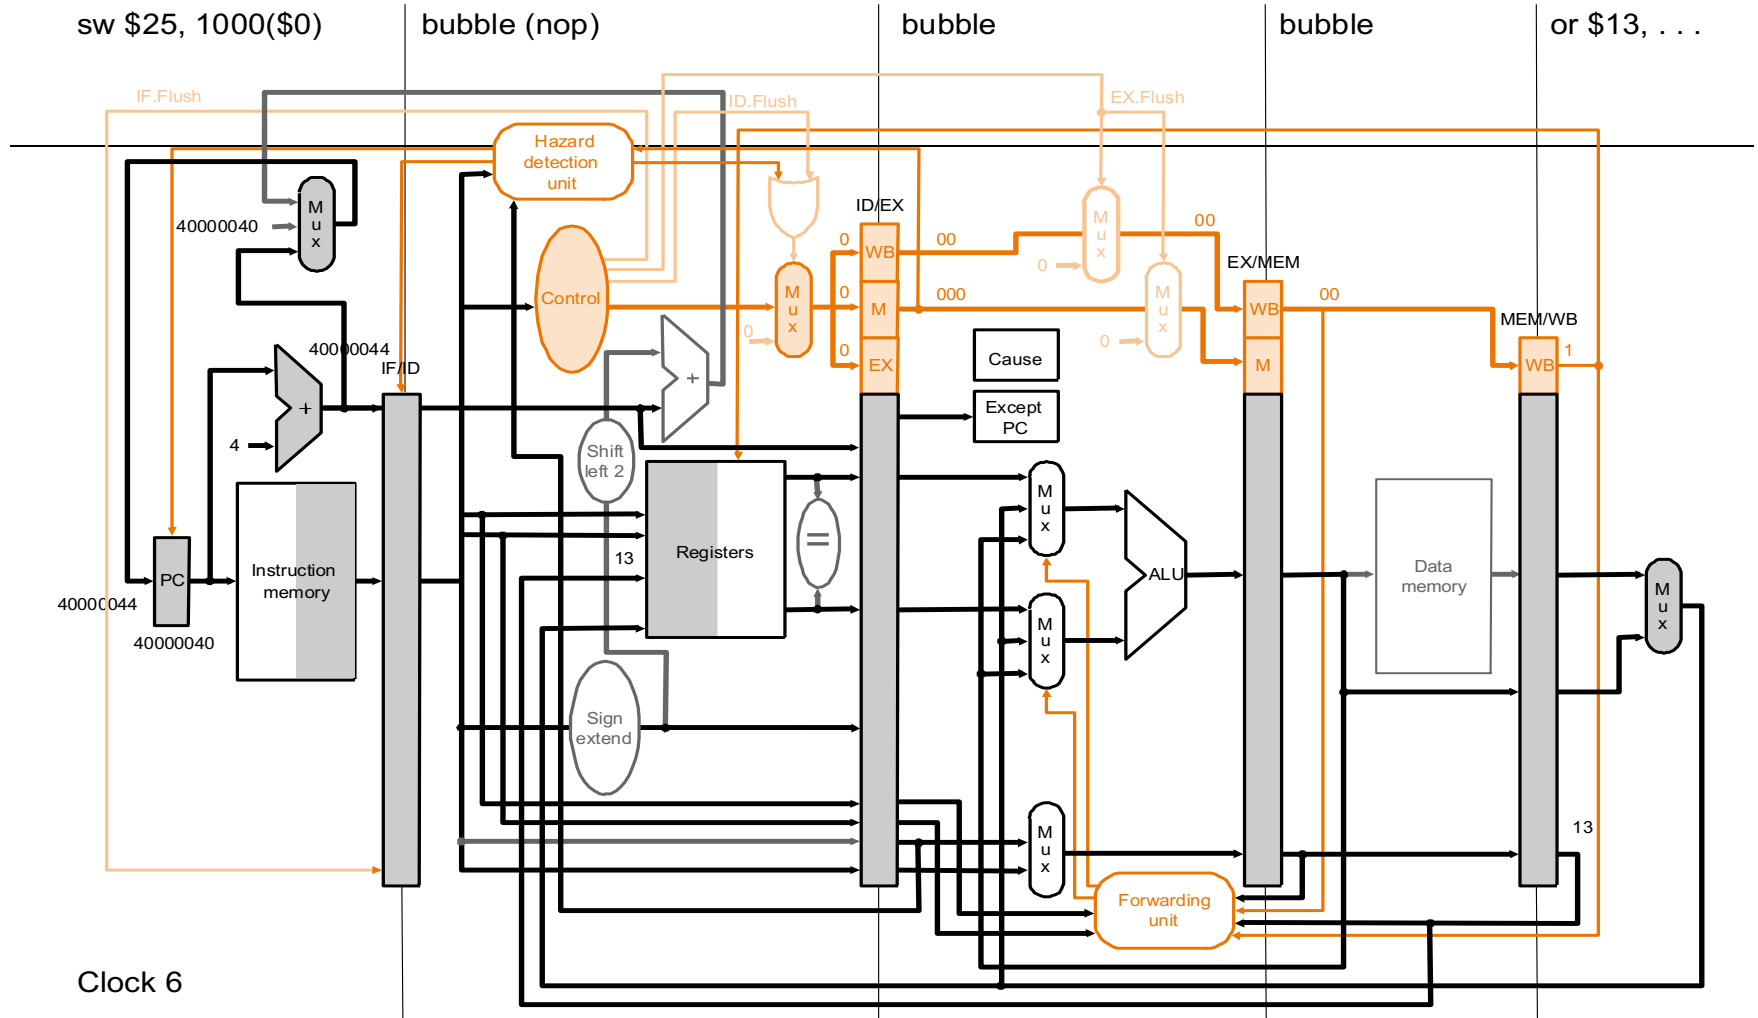 sw $25, 1000($0)
bubble (nop)
bubble
bubble
or $13, . . .
IF.Flush
ID.Flush
EX.Flush
Hazard
detection
unit
M
u
x
40000040
ID/EX
0
WB
00
M
u
x
00
0
EX/MEM
Control
M
u
x
0
0
M
000
M
u
x
0
WB
00
MEM/WB
0
EX
M
WB
1
40000044
IF/ID
+
4
+
Shift
left 2
Cause
Except
PC
PC
40000044
40000040
Instruction
memory
13
Registers
=
M
u
x
M
u
x
ALU
Data
memory
M
u
x
Sign
extend
M
u
x
13
Forwarding
unit
Clock 6